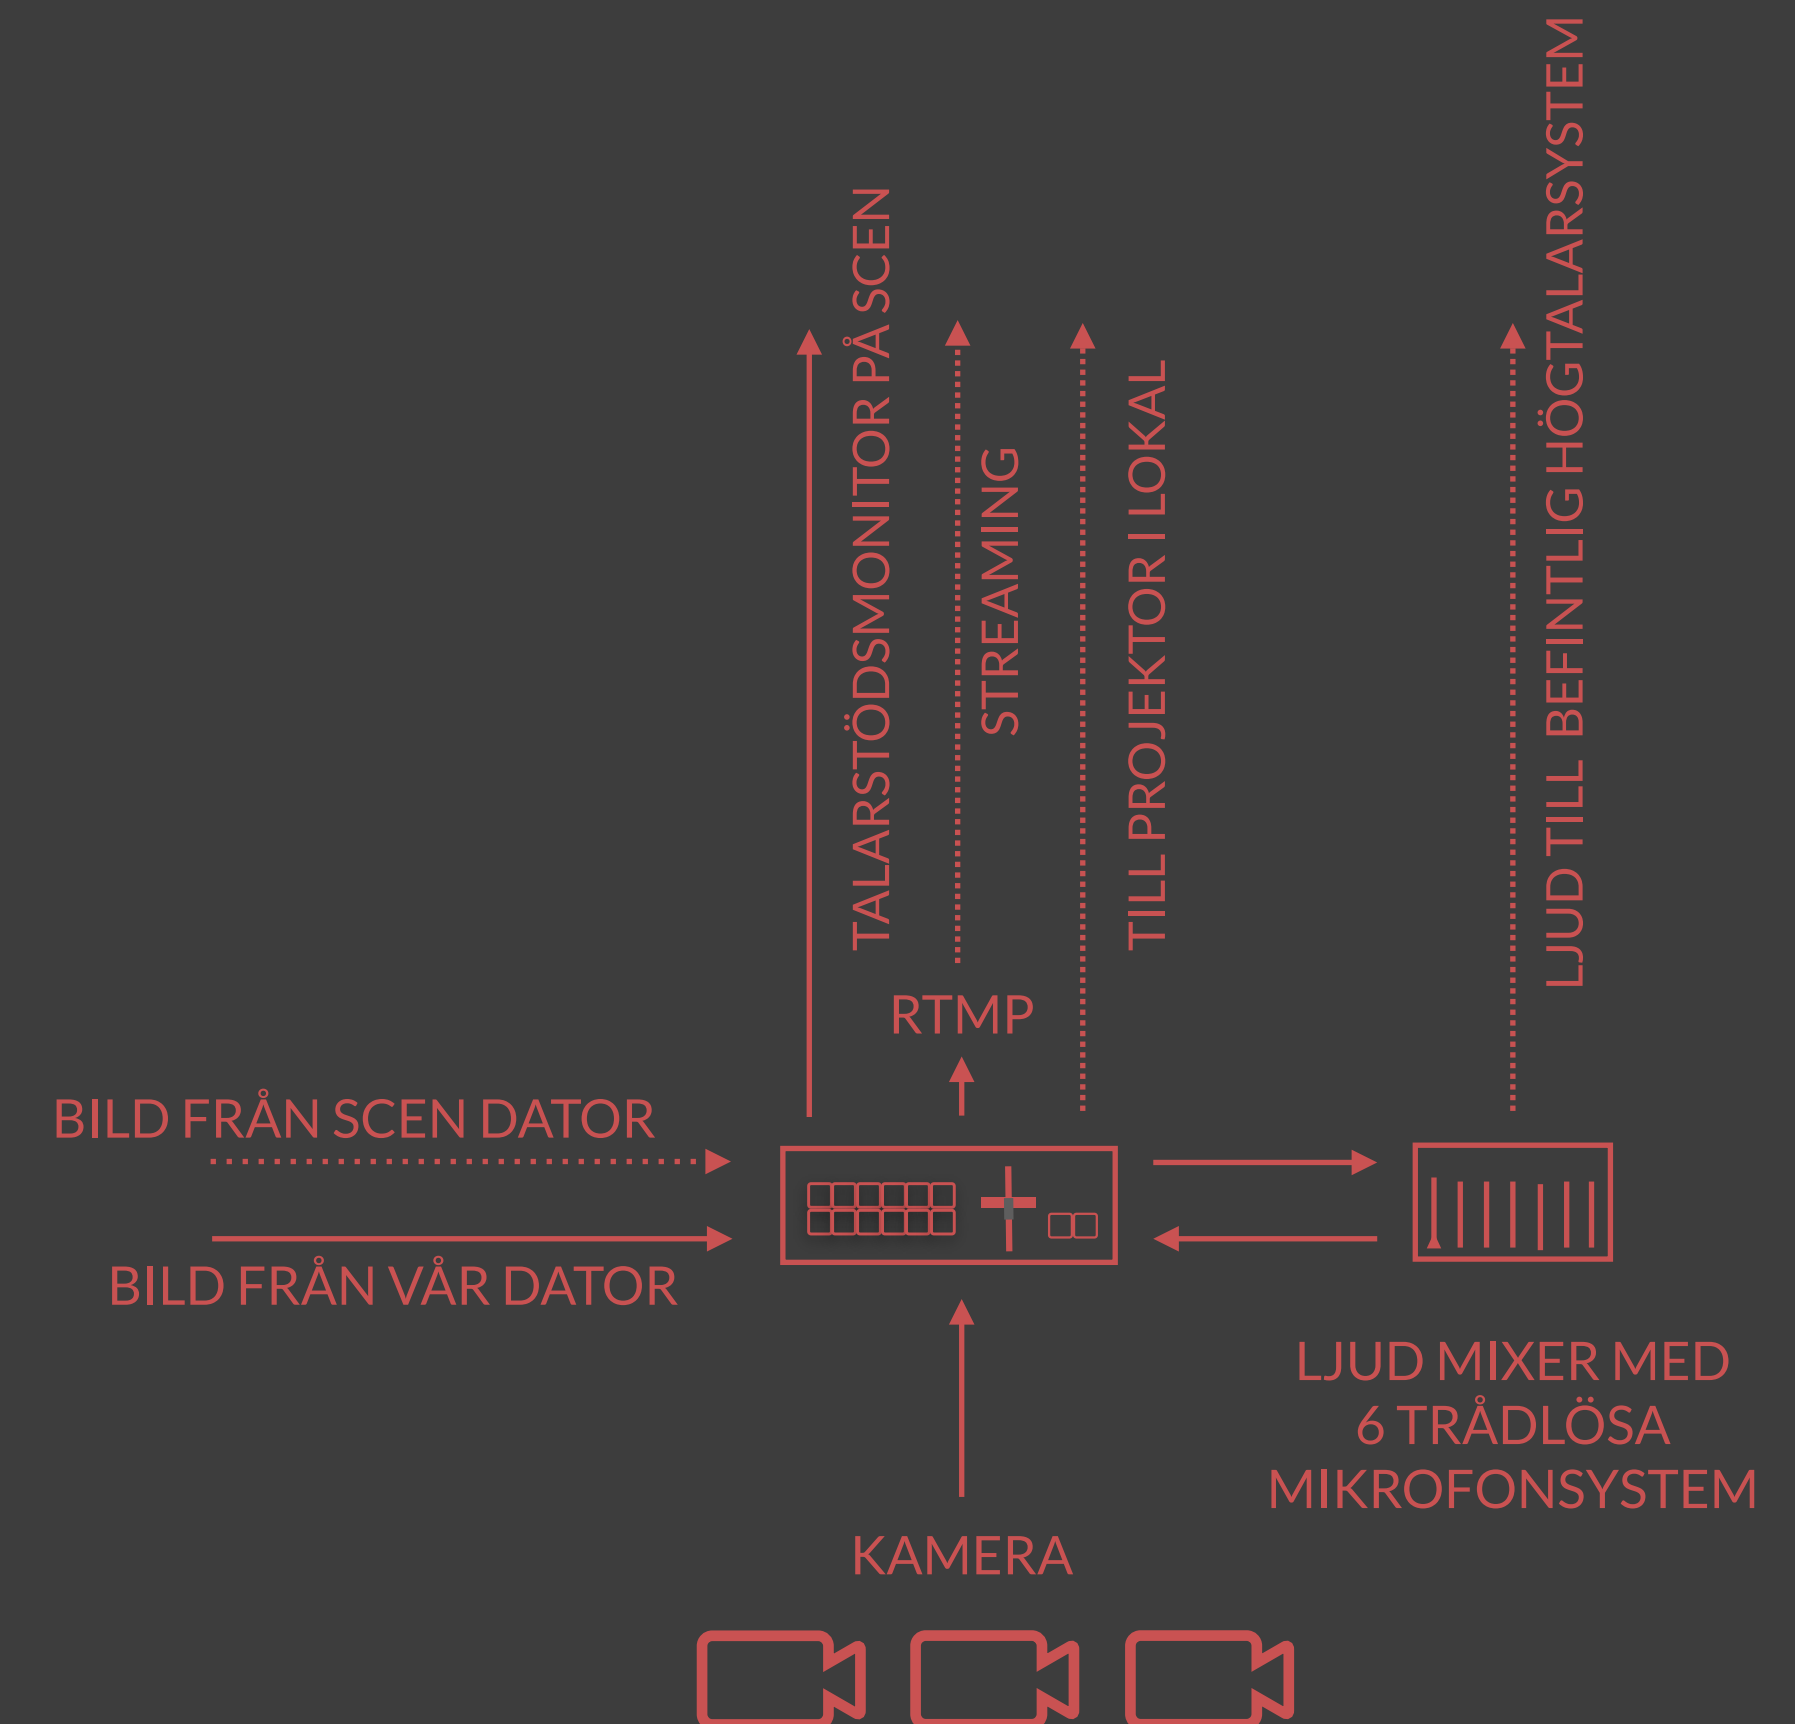 TALARSTÖDSMONITOR PÅ SCEN
STREAMING
TILL PROJEKTOR I LOKAL
LJUD TILL BEFINTLIG HÖGTALARSYSTEM
RTMP
BILD FRÅN SCEN DATOR
BILD FRÅN VÅR DATOR
LJUD MIXER MED
6 TRÅDLÖSA
MIKROFONSYSTEM
KAMERA